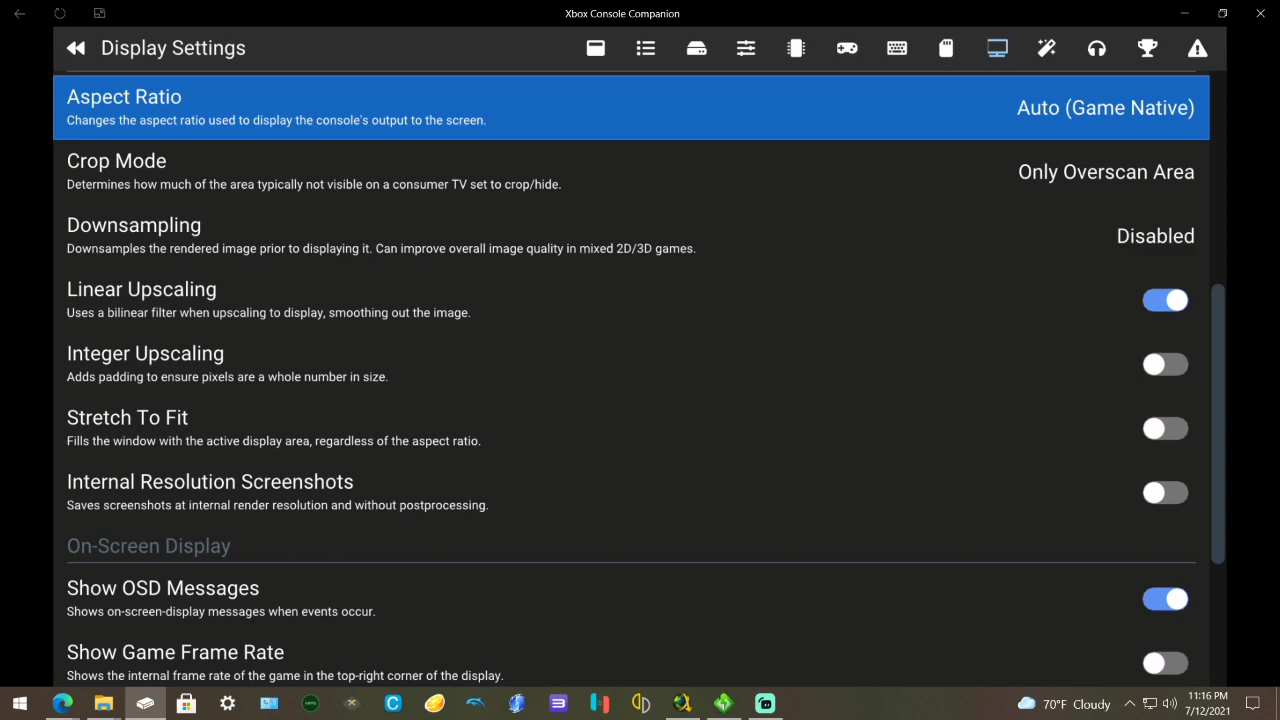 Xbox Console Companion
Display Settings
Aspect Ratio
Changes the aspect ratio used to display the console's output to the screen.
Auto (Game Native)
Crop Mode
Determines how much of the area typically not visible on a consumer TV set to crop/hide.
Only Overscan Area
Downsampling
Downsamples the rendered image prior to displaying it. Can improve overall image quality in mixed 2D/3D games.
Disabled
Linear Upscaling
Uses a bilinear filter when upscaling to display, smoothing out the image.
Integer Upscaling
Adds padding to ensure pixels are a whole number in size.
Stretch To Fit
Fills the window with the active display area, regardless of the aspect ratio.
Internal Resolution Screenshots
Saves screenshots at internal render resolution and without postprocessing.
On-Screen Display
Show OSD Messages
Shows on-screen-display messages when events occur.
Show Game Frame Rate
Shows the internal frame rate of the game in the top-right corner of the display.
70°F Cloudy
11:16 PM
7/12/2021